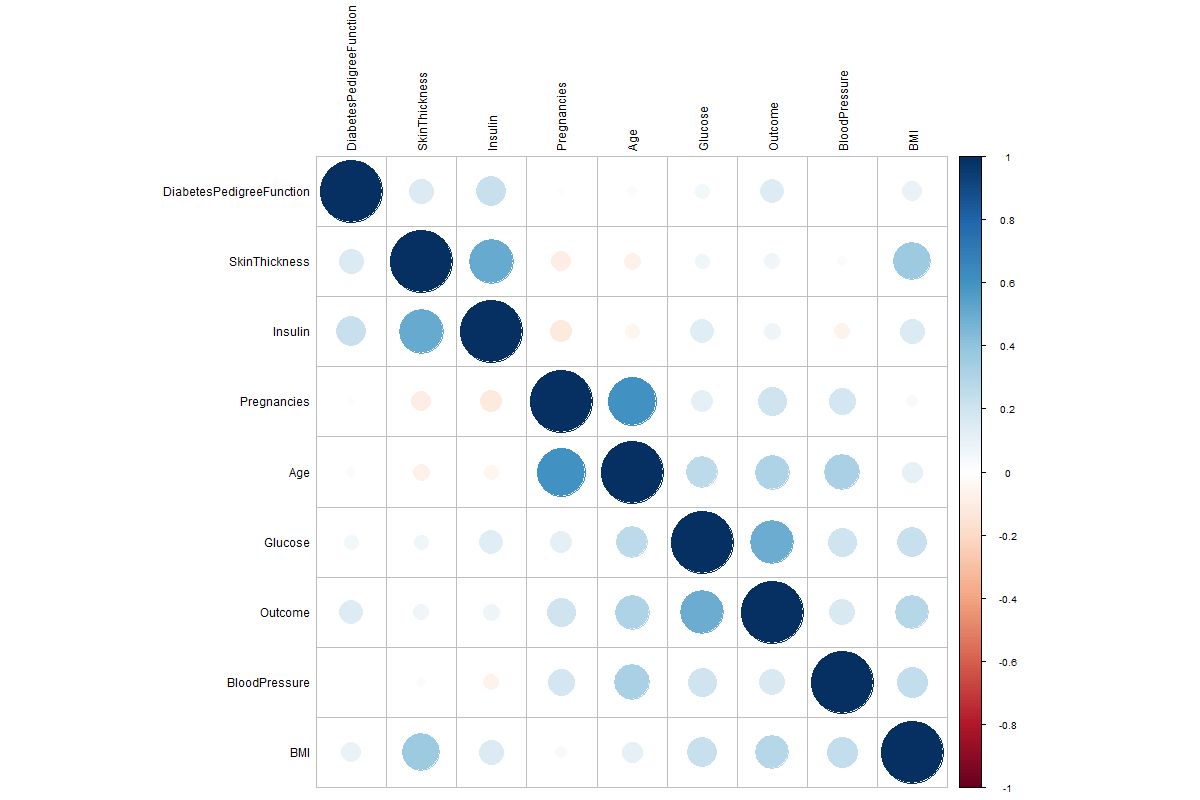 DiabetesPedigreeFunction
SkinThickness
Insulin
Pregnancies
Age
Glucose
Outcome
BloodPressure
BMI
DiabetesPedigreeFunction
SkinThickness
Insulin
Pregnancies
Age
Glucose
Outcome
BloodPressure
BMI
1
0.8
0.6
0.4
0.2
0
-0.2
-0.4
-0.6
-0.8
-1